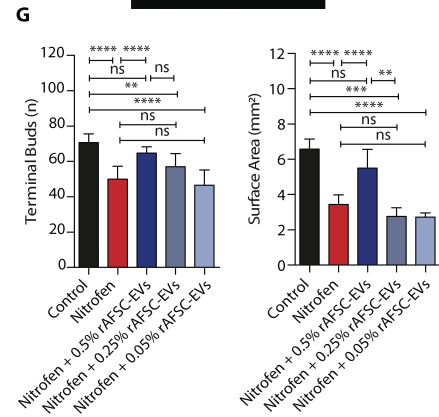 G
Terminal Buds (n)
120
100
80
60
40
20
0
**** ****
ns ns
**
****
ns
ns
Control
Nitrofen
Nitrofen + 0.5% rAFSC-EVs
Nitrofen + 0.25% rAFSC-EVs
Nitrofen + 0.05% rAFSC-EVs
Surface Area (mm²)
12
10
8
6
4
2
0
**** ****
ns **
***
****
ns
ns
Control
Nitrofen
Nitrofen + 0.5% rAFSC-EVs
Nitrofen + 0.25% rAFSC-EVs
Nitrofen + 0.05% rAFSC-EVs